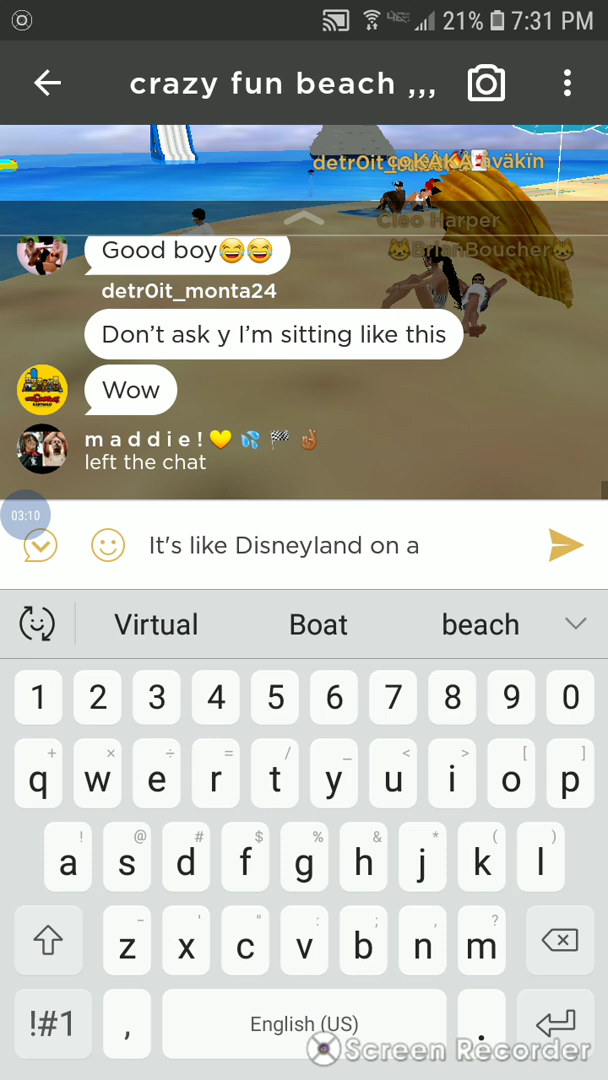 21% 7:31 PM
crazy fun beach ,,,
Cleo Harper
BrianBoucher
Good boy😂😂
detr0it_monta24
Don’t ask y I’m sitting like this
Wow
m a d d i e ! 💛 💦 🏁 🤞🏾
left the chat
03:10
It's like Disneyland on a
Virtual Boat beach
1 2 3 4 5 6 7 8 9 0
+ × ÷ = / _ < > [ ]
q w e r t y u i o p
! @ # $ % & * ( )
a s d f g h j k l
- ' " : ; , ?
z x c v b n m
!#1 , English (US) .
Screen Recorder